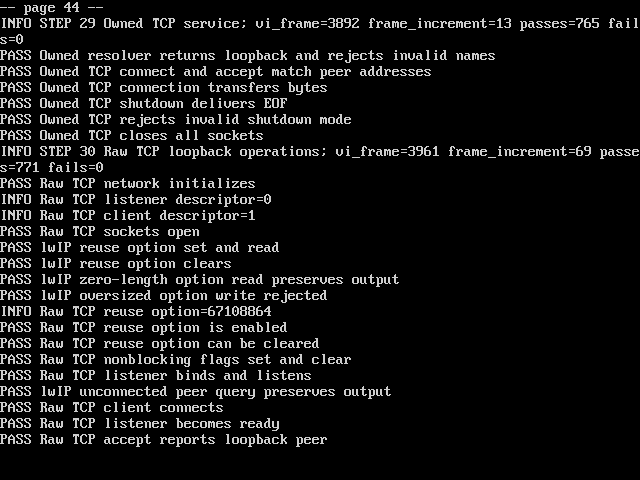 -- page 44 --
INFO STEP 29 Owned TCP service; vi_frame=3892 frame_increment=13 passes=765 fail
s=0
PASS Owned resolver returns loopback and rejects invalid names
PASS Owned TCP connect and accept match peer addresses
PASS Owned TCP connection transfers bytes
PASS Owned TCP shutdown delivers EOF
PASS Owned TCP rejects invalid shutdown mode
PASS Owned TCP closes all sockets
INFO STEP 30 Raw TCP loopback operations; vi_frame=3961 frame_increment=69 passe
s=771 fails=0
PASS Raw TCP network initializes
INFO Raw TCP listener descriptor=0
INFO Raw TCP client descriptor=1
PASS Raw TCP sockets open
PASS lwIP reuse option set and read
PASS lwIP reuse option clears
PASS lwIP zero-length option read preserves output
PASS lwIP oversized option write rejected
INFO Raw TCP reuse option=67108864
PASS Raw TCP reuse option is enabled
PASS Raw TCP reuse option can be cleared
PASS Raw TCP nonblocking flags set and clear
PASS Raw TCP listener binds and listens
PASS lwIP unconnected peer query preserves output
PASS Raw TCP client connects
PASS Raw TCP listener becomes ready
PASS Raw TCP accept reports loopback peer